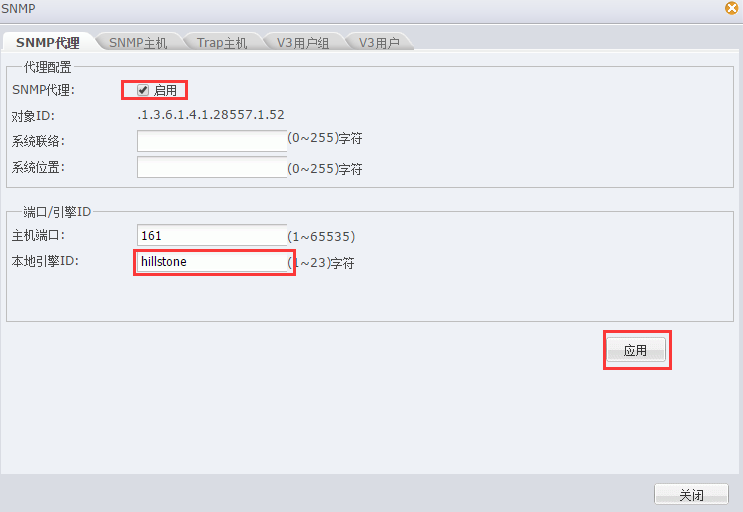 SNMP
SNMP代理 SNMP主机 Trap主机 V3用户组 V3用户
代理配置
SNMP代理: 启用
对象ID: .1.3.6.1.4.1.28557.1.52
系统联络: (0~255)字符
系统位置: (0~255)字符
端口/引擎ID
主机端口: 161 (1~65535)
本地引擎ID: hillstone (1~23)字符
应用
关闭